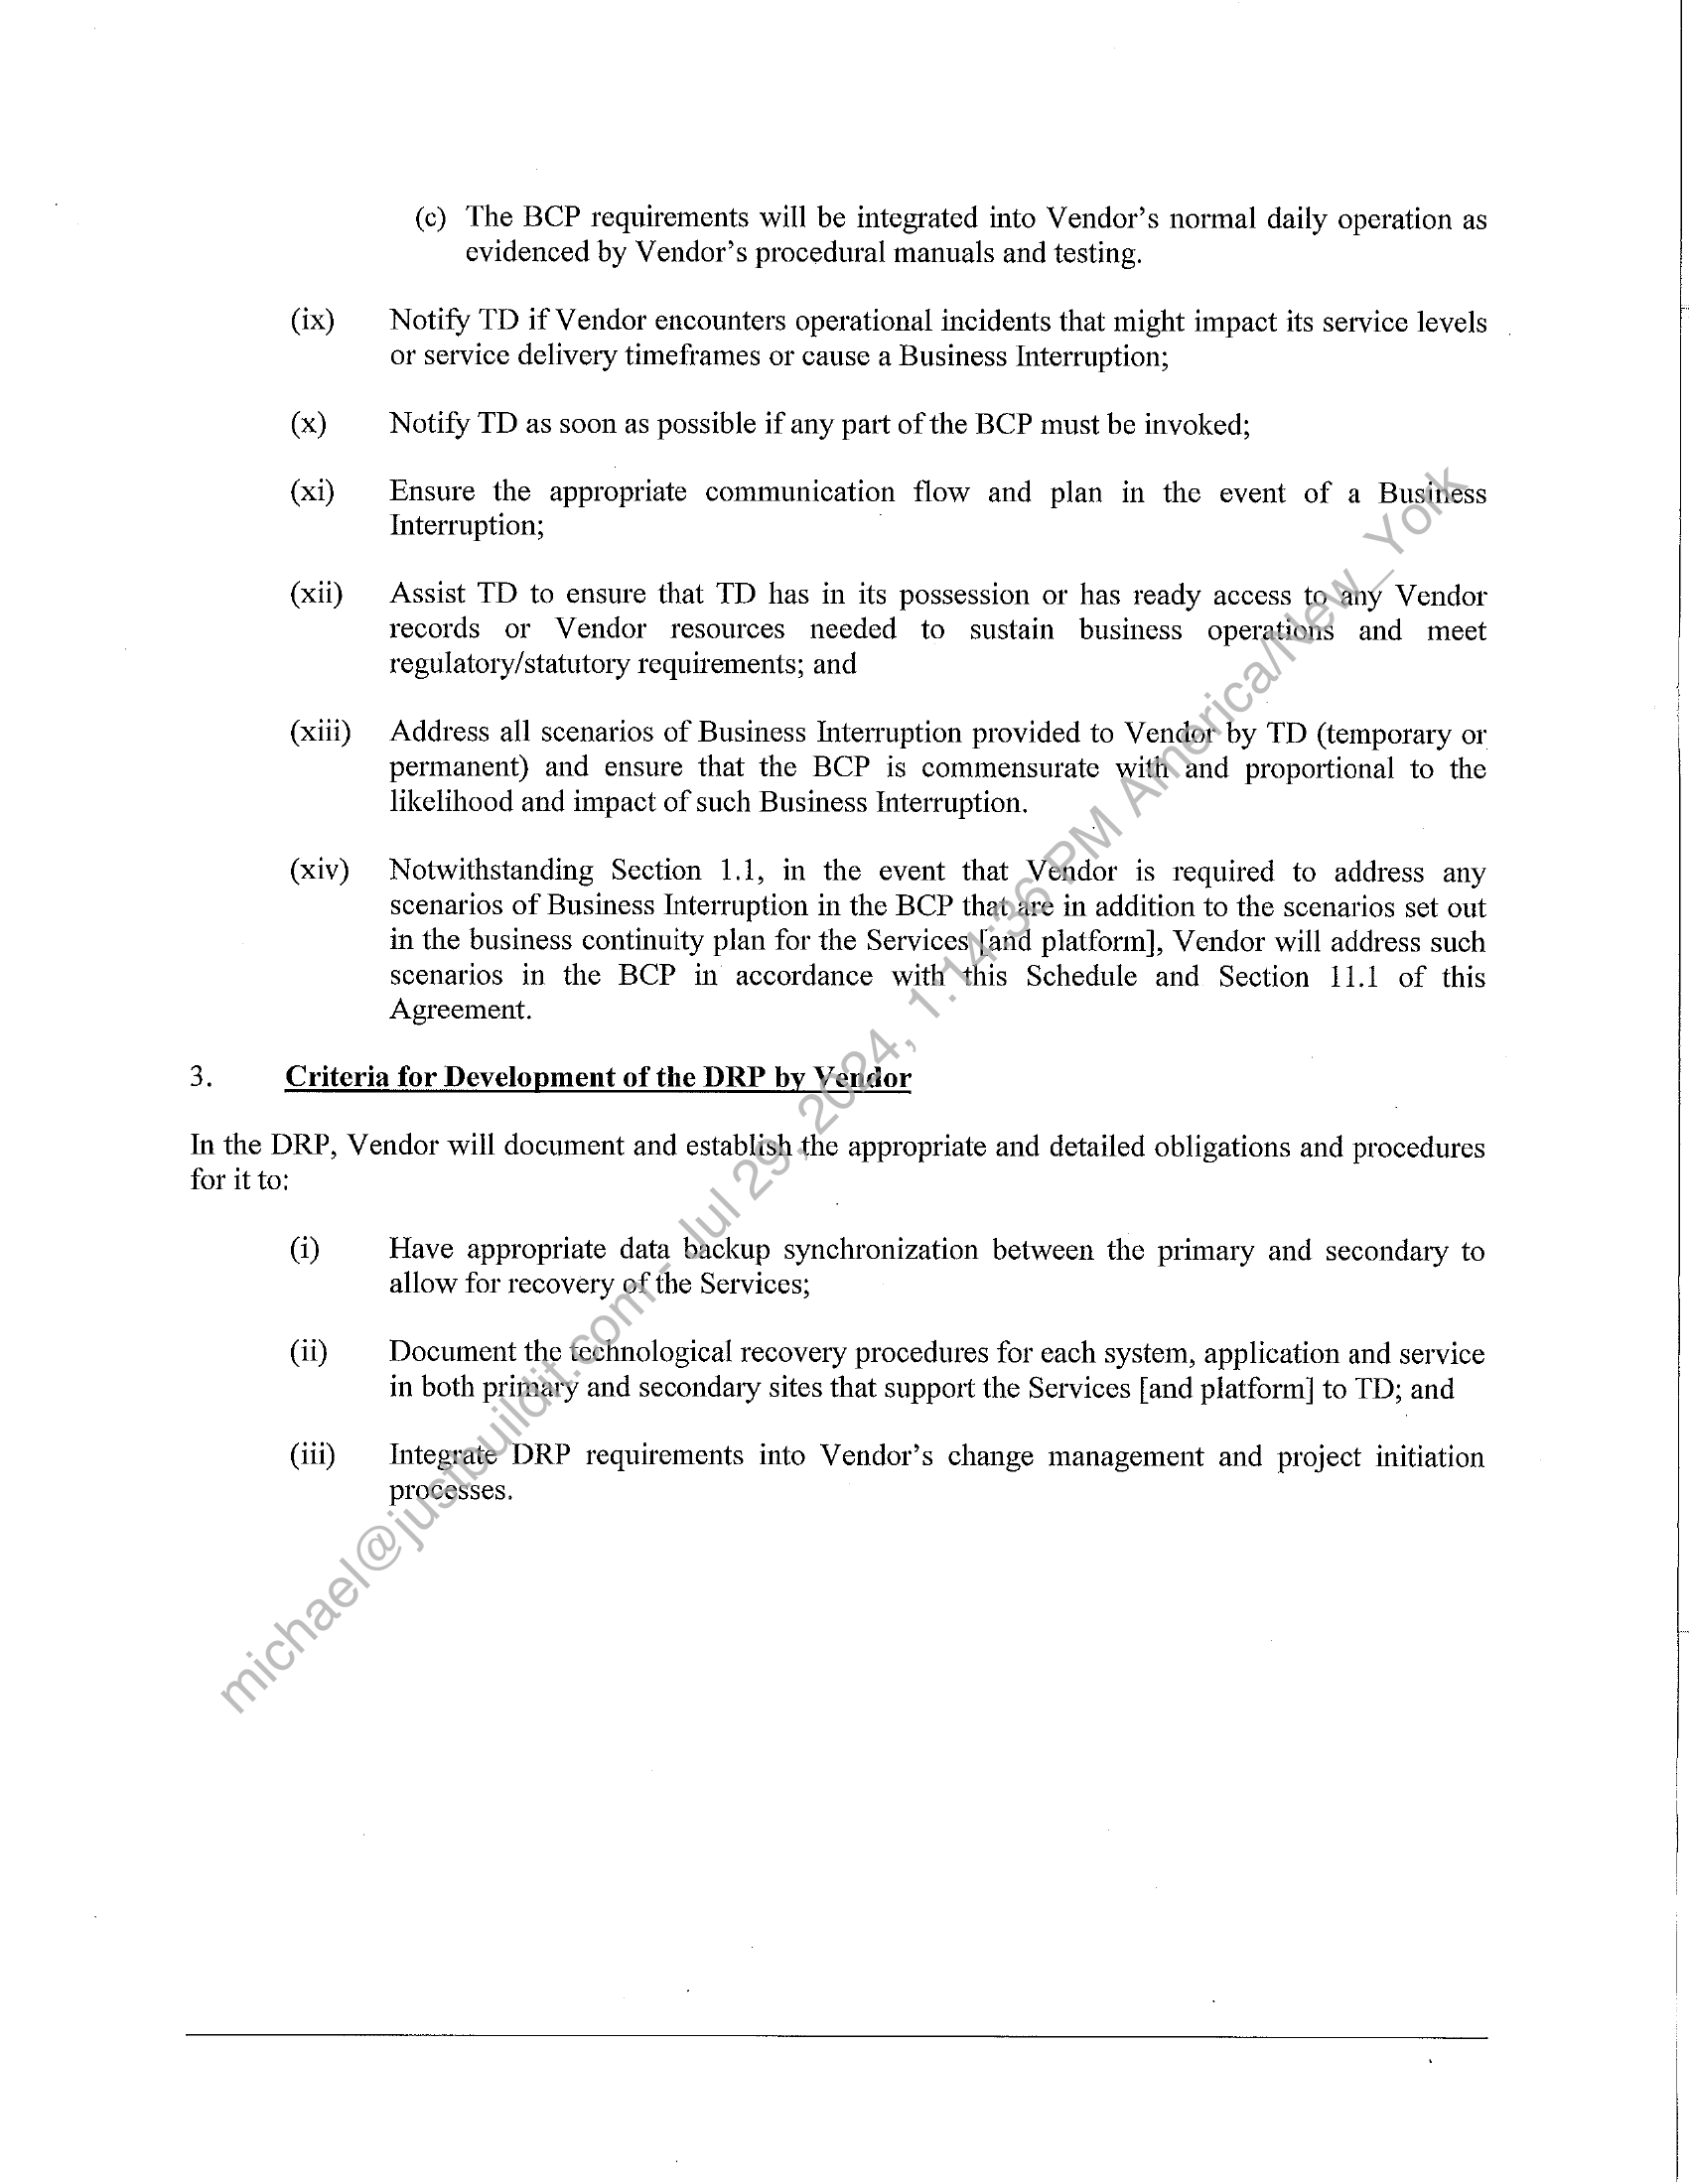 (c) The BCP requirements will be integrated into Vendor’s normal daily operation as
evidenced by Vendor’s procedural manuals and testing.
(ix) Notify TD if Vendor encounters operational incidents that might impact its service levels
or service delivery timeframes or cause a Business Interruption;
(x) Notify TD as soon as possible if any part of the BCP must be invoked;
(xi) Ensure the appropriate communication flow and plan in the event of a Business
Interruption;
(xii) Assist TD to ensure that TD has in its possession or has ready access to any Vendor
records or Vendor resources needed to sustain business operations and meet
regulatory/statutory requirements; and
(xiii) Address all scenarios of Business Interruption provided to Vendor by TD (temporary or
permanent) and ensure that the BCP is commensurate with and proportional to the
likelihood and impact of such Business Interruption.
(xiv) Notwithstanding Section 1.1, in the event that Vendor is required to address any
scenarios of Business Interruption in the BCP that are in addition to the scenarios set out
in the business continuity plan for the Services [and platform], Vendor will address such
scenarios in the BCP in accordance with this Schedule and Section 11.1 of this
Agreement.
3. Criteria for Development of the DRP by Vendor
In the DRP, Vendor will document and establish the appropriate and detailed obligations and procedures
for it to:
(i) Have appropriate data backup synchronization between the primary and secondary to
allow for recovery of the Services;
(ii) Document the technological recovery procedures for each system, application and service
in both primary and secondary sites that support the Services [and platform] to TD; and
(iii) Integrate DRP requirements into Vendor’s change management and project initiation
processes.
michael@justbuildit.com - Jul 29, 2024, 1:14:36 PM America/New_York